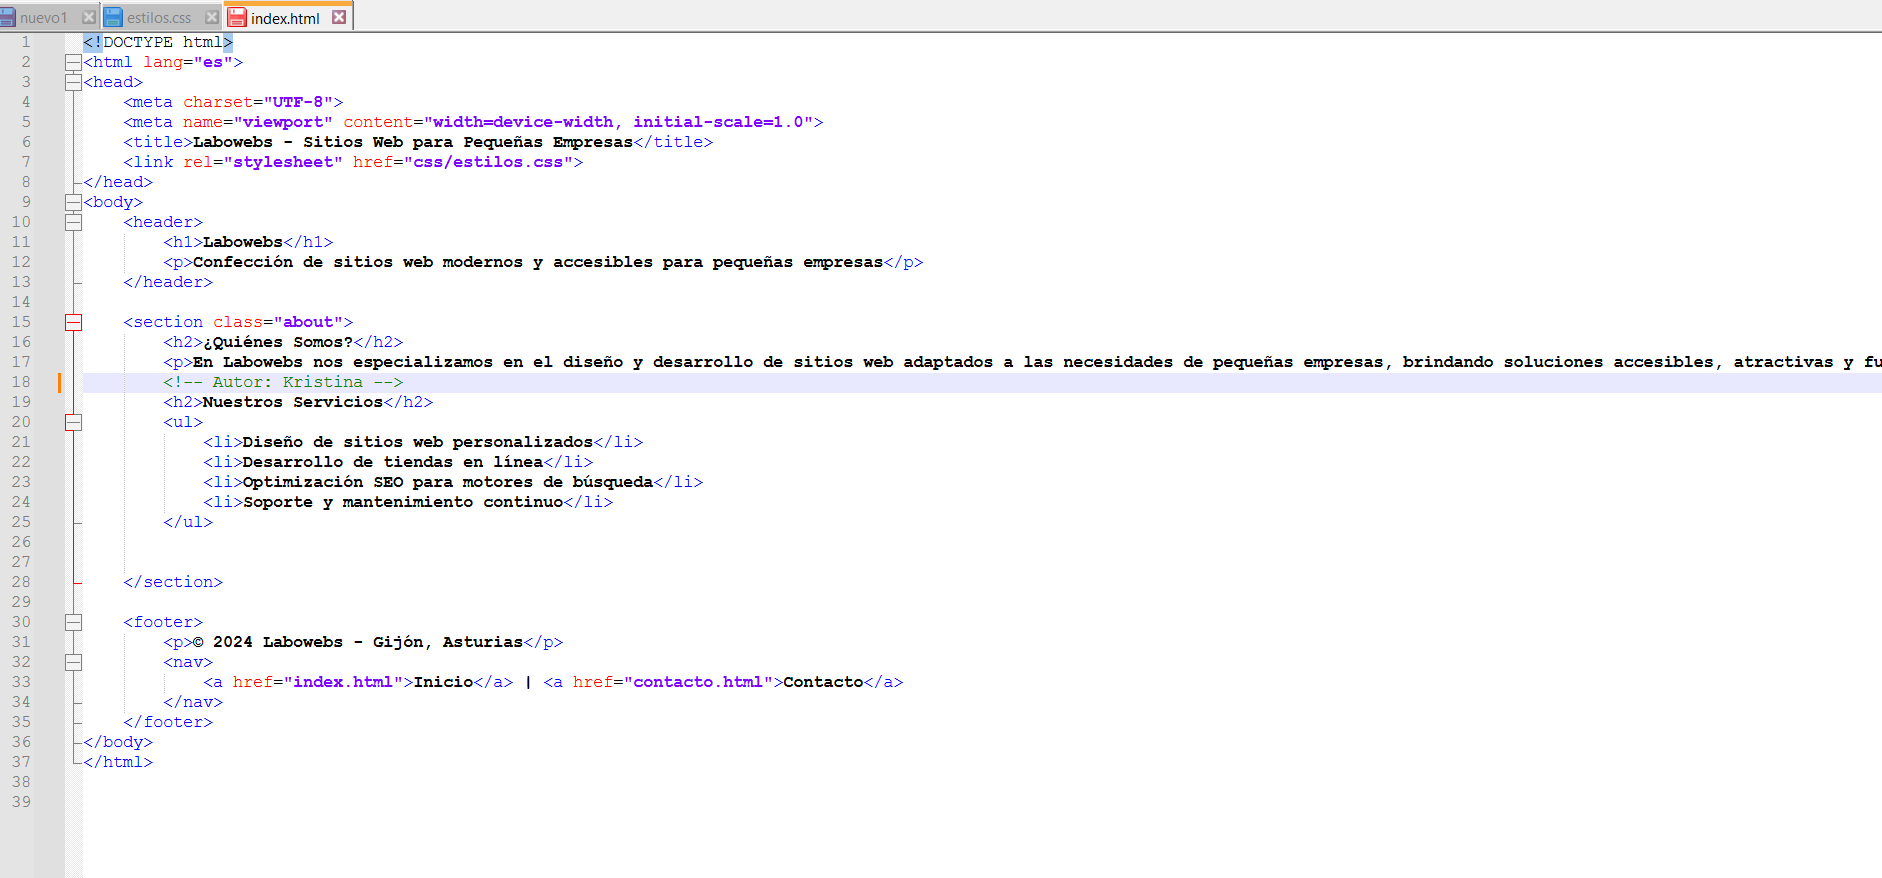 nuevo1 estilos.css index.html
1 <!DOCTYPE html>
2 <html lang="es">
3 <head>
4 <meta charset="UTF-8">
5 <meta name="viewport" content="width=device-width, initial-scale=1.0">
6 <title>Labowebs - Sitios Web para Pequeñas Empresas</title>
7 <link rel="stylesheet" href="css/estilos.css">
8 </head>
9 <body>
10 <header>
11 <h1>Labowebs</h1>
12 <p>Confección de sitios web modernos y accesibles para pequeñas empresas</p>
13 </header>
14
15 <section class="about">
16 <h2>¿Quiénes Somos?</h2>
17 <p>En Labowebs nos especializamos en el diseño y desarrollo de sitios web adaptados a las necesidades de pequeñas empresas, brindando soluciones accesibles, atractivas y fu
18 <!-- Autor: Kristina -->
19 <h2>Nuestros Servicios</h2>
20 <ul>
21 <li>Diseño de sitios web personalizados</li>
22 <li>Desarrollo de tiendas en línea</li>
23 <li>Optimización SEO para motores de búsqueda</li>
24 <li>Soporte y mantenimiento continuo</li>
25 </ul>
26
27
28 </section>
29
30 <footer>
31 <p>© 2024 Labowebs - Gijón, Asturias</p>
32 <nav>
33 <a href="index.html">Inicio</a> | <a href="contacto.html">Contacto</a>
34 </nav>
35 </footer>
36 </body>
37 </html>
38
39